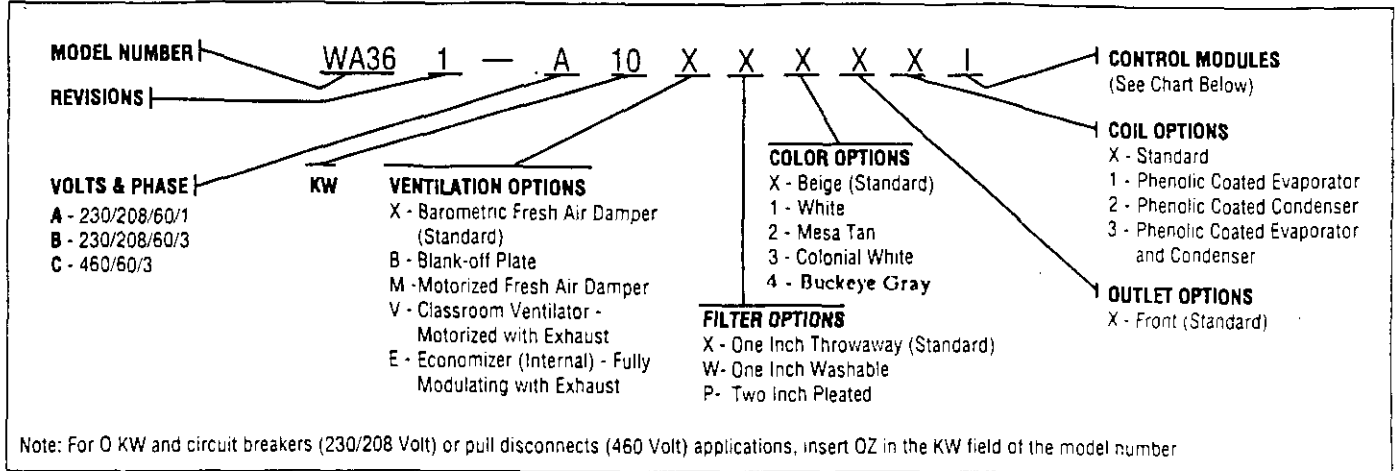 MODEL NUMBER
WA36 1 — A 10 X X X X X I
CONTROL MODULES
(See Chart Below)
REVISIONS
VOLTS & PHASE
A - 230/208/60/1
B - 230/208/60/3
C - 460/60/3
KW
VENTILATION OPTIONS
X - Barometric Fresh Air Damper
(Standard)
B - Blank-off Plate
M -Motorized Fresh Air Damper
V - Classroom Ventilator -
Motorized with Exhaust
E - Economizer (Internal) - Fully
Modulating with Exhaust
FILTER OPTIONS
X - One Inch Throwaway (Standard)
W- One Inch Washable
P- Two Inch Pleated
COLOR OPTIONS
X - Beige (Standard)
1 - White
2 - Mesa Tan
3 - Colonial White
4 - Buckeye Gray
COIL OPTIONS
X - Standard
1 - Phenolic Coated Evaporator
2 - Phenolic Coated Condenser
3 - Phenolic Coated Evaporator
and Condenser
OUTLET OPTIONS
X - Front (Standard)
Note: For O KW and circuit breakers (230/208 Volt) or pull disconnects (460 Volt) applications, insert OZ in the KW field of the model number